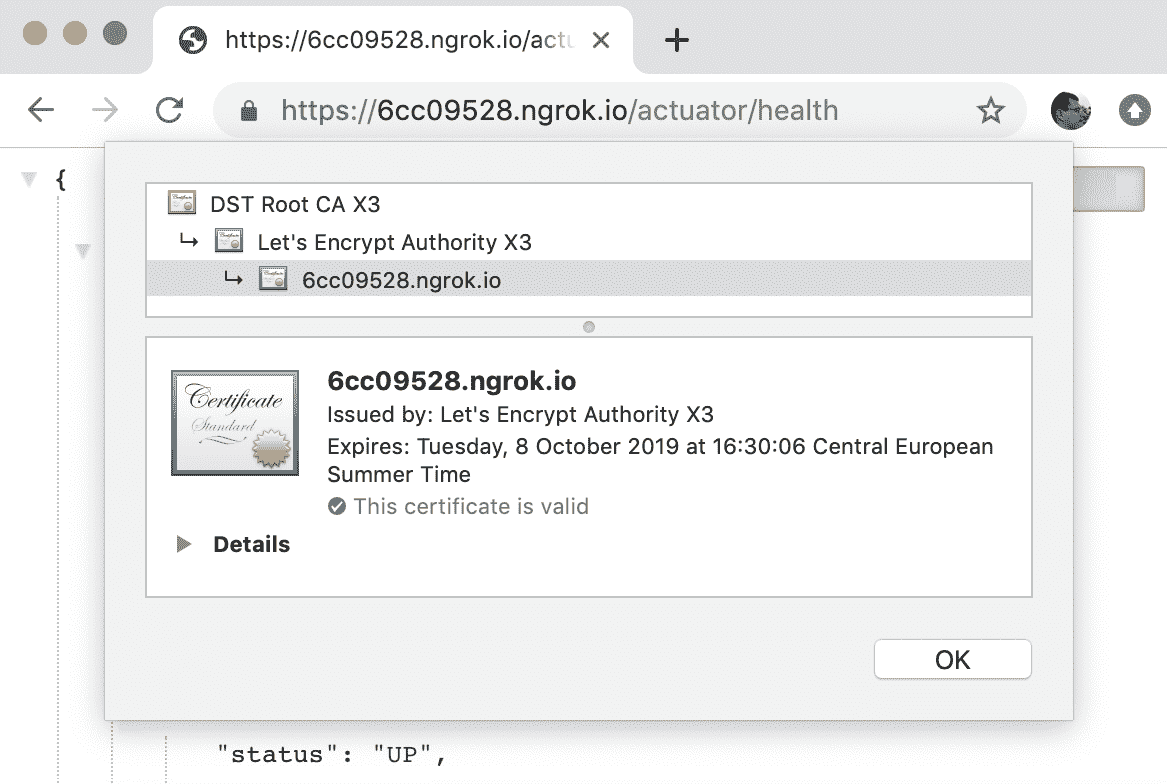 https://6cc09528.ngrok.io/actu
https://6cc09528.ngrok.io/actuator/health
{
DST Root CA X3
Let's Encrypt Authority X3
6cc09528.ngrok.io
Certificate
Standard
6cc09528.ngrok.io
Issued by: Let's Encrypt Authority X3
Expires: Tuesday, 8 October 2019 at 16:30:06 Central European
Summer Time
This certificate is valid
Details
OK
"status": "UP",